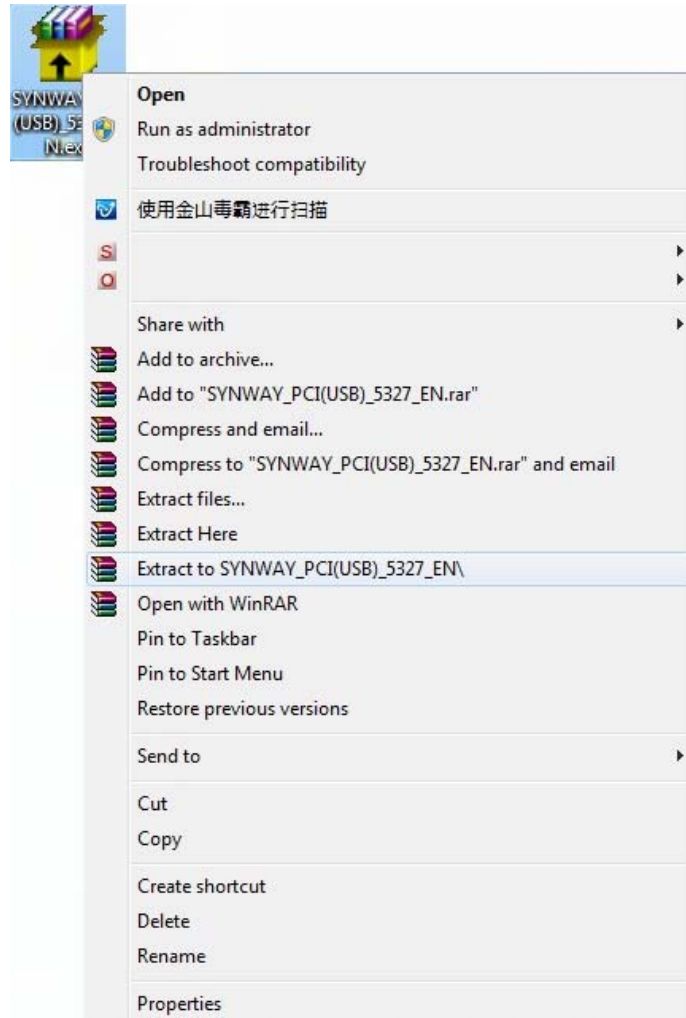 SYNWA
(USB)_53
N.ex
Open
Run as administrator
Troubleshoot compatibility
使用金山毒霸进行扫描
S
O
Share with
Add to archive...
Add to "SYNWAY_PCI(USB)_5327_EN.rar"
Compress and email...
Compress to "SYNWAY_PCI(USB)_5327_EN.rar" and email
Extract files...
Extract Here
Extract to SYNWAY_PCI(USB)_5327_EN\
Open with WinRAR
Pin to Taskbar
Pin to Start Menu
Restore previous versions
Send to
Cut
Copy
Create shortcut
Delete
Rename
Properties